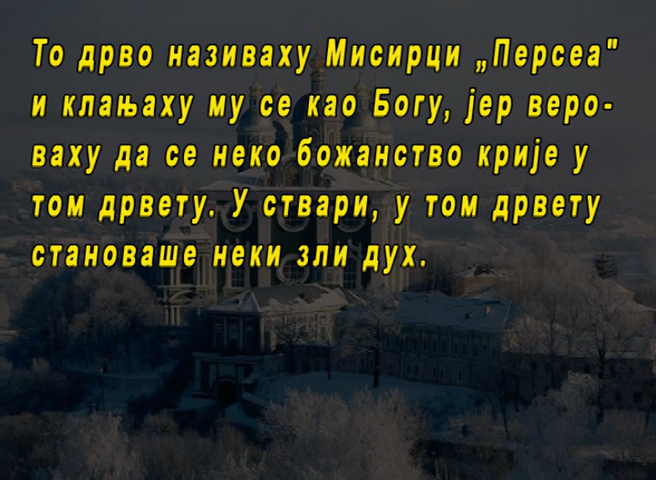 То дрво називаху Мисирци „Персеа"
и клањаху му се као Богу, јер веро-
ваху да се неко божанство крије у
том дрвету. У ствари, у том дрвету
становаше неки зли дух.